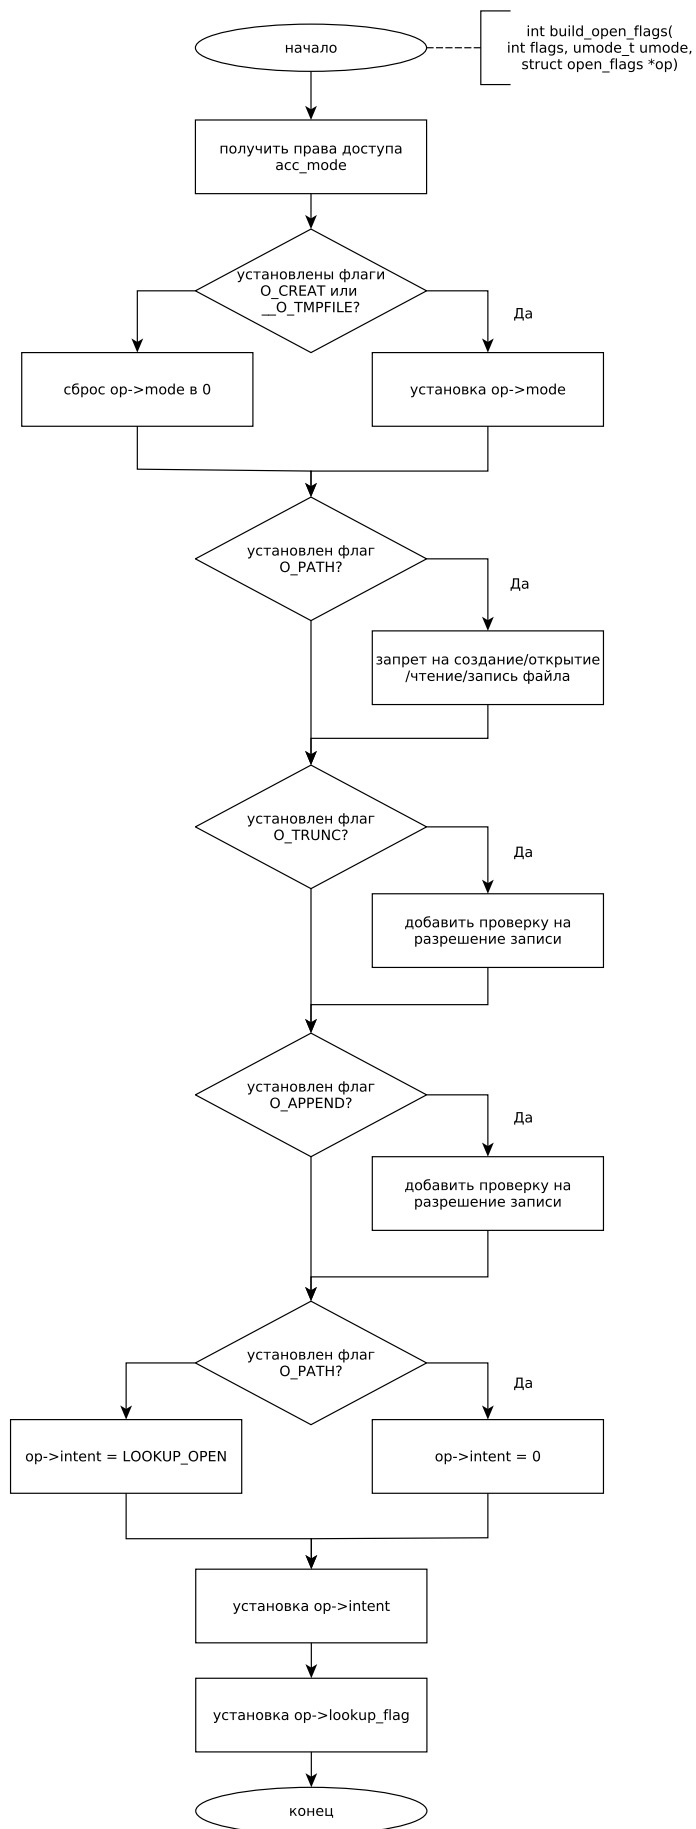 начало
int build_open_flags(
int flags, umode_t umode,
struct open_flags *op)
получить права доступа
acc_mode
установлены флаги
O_CREAT или
__O_TMPFILE?
Да
сброс op->mode в 0
установка op->mode
установлен флаг
O_PATH?
Да
запрет на создание/открытие
/чтение/запись файла
установлен флаг
O_TRUNC?
Да
добавить проверку на
разрешение записи
установлен флаг
O_APPEND?
Да
добавить проверку на
разрешение записи
установлен флаг
O_PATH?
Да
op->intent = LOOKUP_OPEN
op->intent = 0
установка op->intent
установка op->lookup_flag
конец